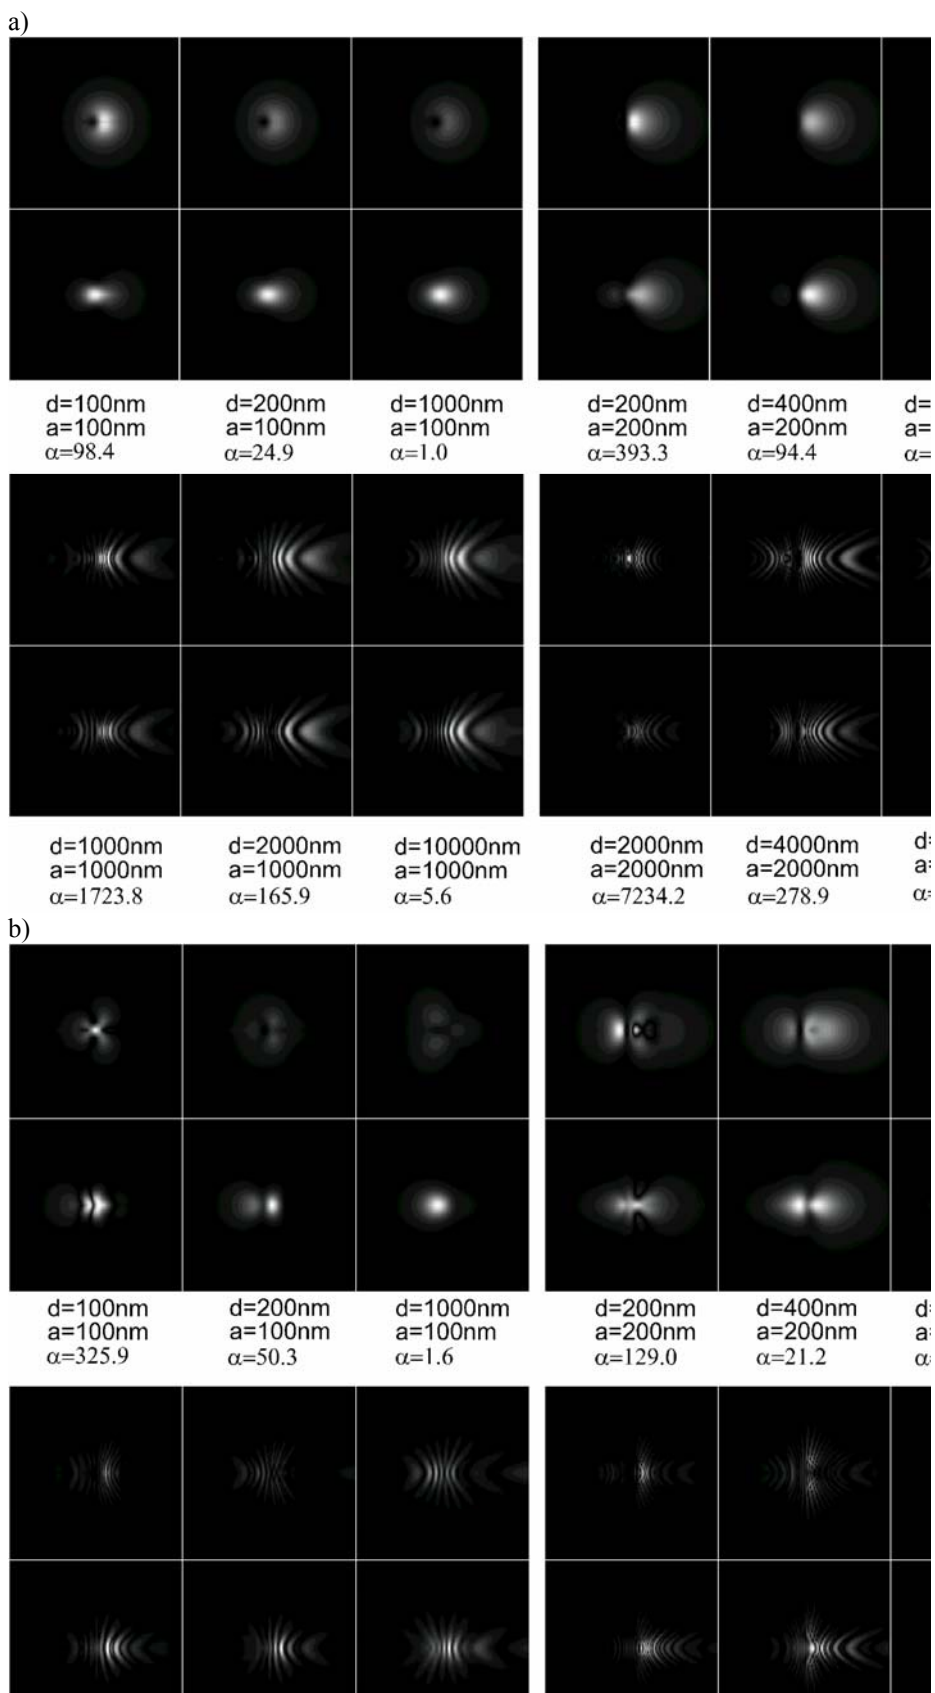 a)
d=100nm d=200nm d=1000nm d=200nm d=400nm d=
a=100nm a=100nm a=100nm a=200nm a=200nm a=
α=98.4 α=24.9 α=1.0 α=393.3 α=94.4 α=
d=1000nm d=2000nm d=10000nm d=2000nm d=4000nm d=
a=1000nm a=1000nm a=1000nm a=2000nm a=2000nm a=
α=1723.8 α=165.9 α=5.6 α=7234.2 α=278.9 α=
b)
d=100nm d=200nm d=1000nm d=200nm d=400nm d=
a=100nm a=100nm a=100nm a=200nm a=200nm a=
α=325.9 α=50.3 α=1.6 α=129.0 α=21.2 α=